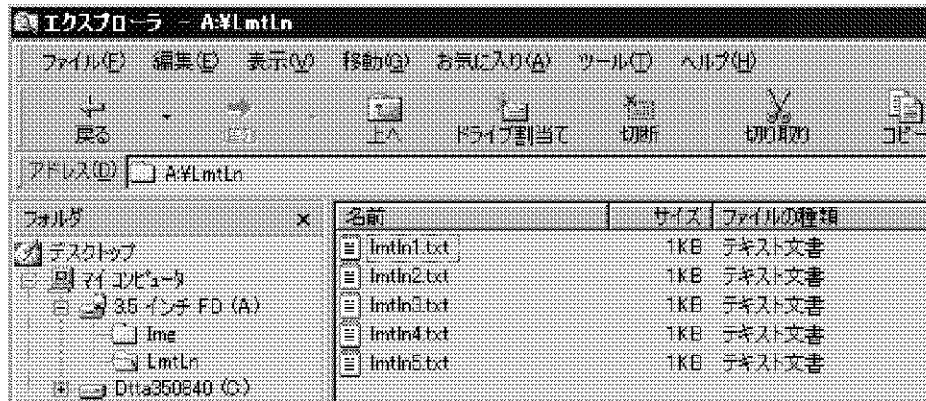 エクスプローラ - A:¥LmtLn
ファイル(F) 編集(E) 表示(V) 移動(G) お気に入り(A) ツール(T) ヘルプ(H)
戻る 上へ ドライブ割当て 切断 切り取り コピー
アドレス(D) A:¥LmtLn
フォルダ × 名前 サイズ ファイルの種類
デスクトップ lmtln1.txt 1KB テキスト文書
マイ コンピュータ lmtln2.txt 1KB テキスト文書
3.5 インチ FD (A) lmtln3.txt 1KB テキスト文書
Img lmtln4.txt 1KB テキスト文書
LmtLn lmtln5.txt 1KB テキスト文書
Dtta350840 (C)